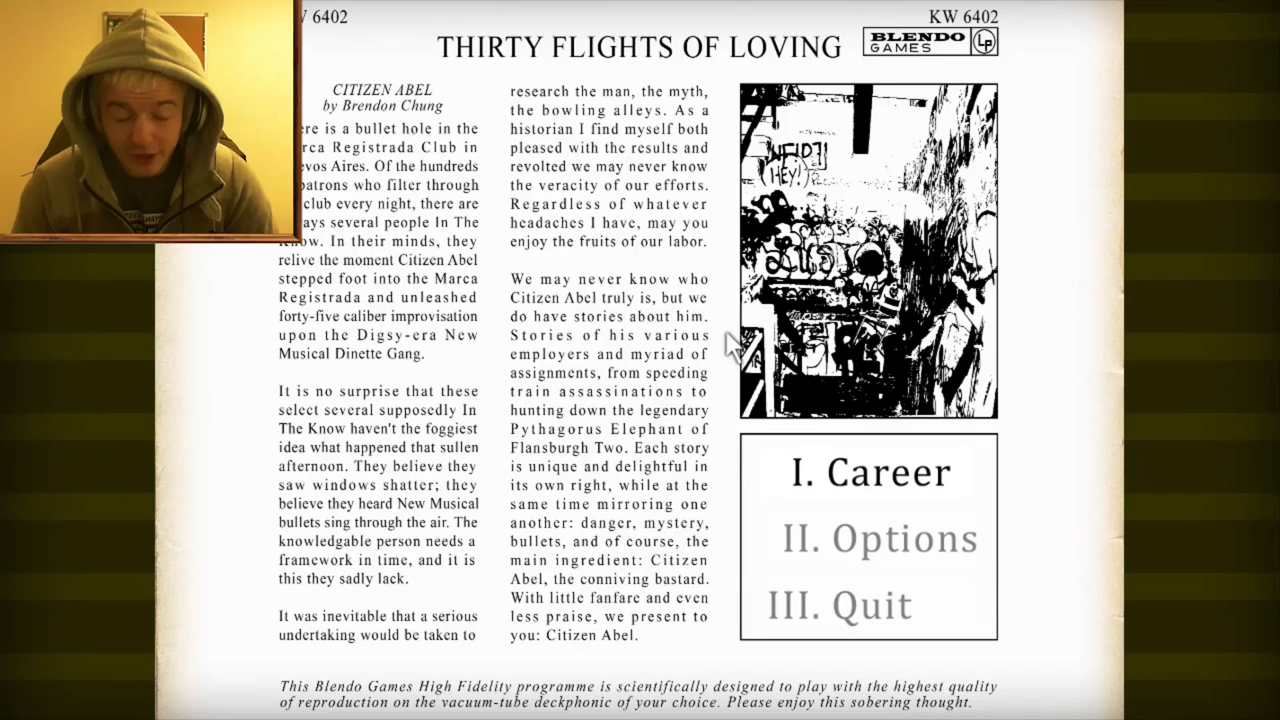 W 6402
KW 6402
THIRTY FLIGHTS OF LOVING
BLENDO
GAMES
LP
CITIZEN ABEL
by Brendon Chung
ere is a bullet hole in the
rca Registrada Club in
evos Aires. Of the hundreds
patrons who filter through
club every night, there are
ays several people In The
Know. In their minds, they
relive the moment Citizen Abel
stepped foot into the Marca
Registrada and unleashed
forty-five caliber improvisation
upon the Digsy-era New
Musical Dinette Gang.
It is no surprise that these
select several supposedly In
The Know haven't the foggiest
idea what happened that sullen
afternoon. They believe they
saw windows shatter; they
believe they heard New Musical
bullets sing through the air. The
knowledgable person needs a
framework in time, and it is
this they sadly lack.
It was inevitable that a serious
undertaking would be taken to
research the man, the myth,
the bowling alleys. As a
historian I find myself both
pleased with the results and
revolted we may never know
the veracity of our efforts.
Regardless of whatever
headaches I have, may you
enjoy the fruits of our labor.
We may never know who
Citizen Abel truly is, but we
do have stories about him.
Stories of his various
employers and myriad of
assignments, from speeding
train assassinations to
hunting down the legendary
Pythagorus Elephant of
Flansburgh Two. Each story
is unique and delightful in
its own right, while at the
same time mirroring one
another: danger, mystery,
bullets, and of course, the
main ingredient: Citizen
Abel, the conniving bastard.
With little fanfare and even
less praise, we present to
you: Citizen Abel.
(HEY!)
I. Career
II. Options
III. Quit
This Blendo Games High Fidelity programme is scientifically designed to play with the highest quality
of reproduction on the vacuum-tube deckphonic of your choice. Please enjoy this sobering thought.